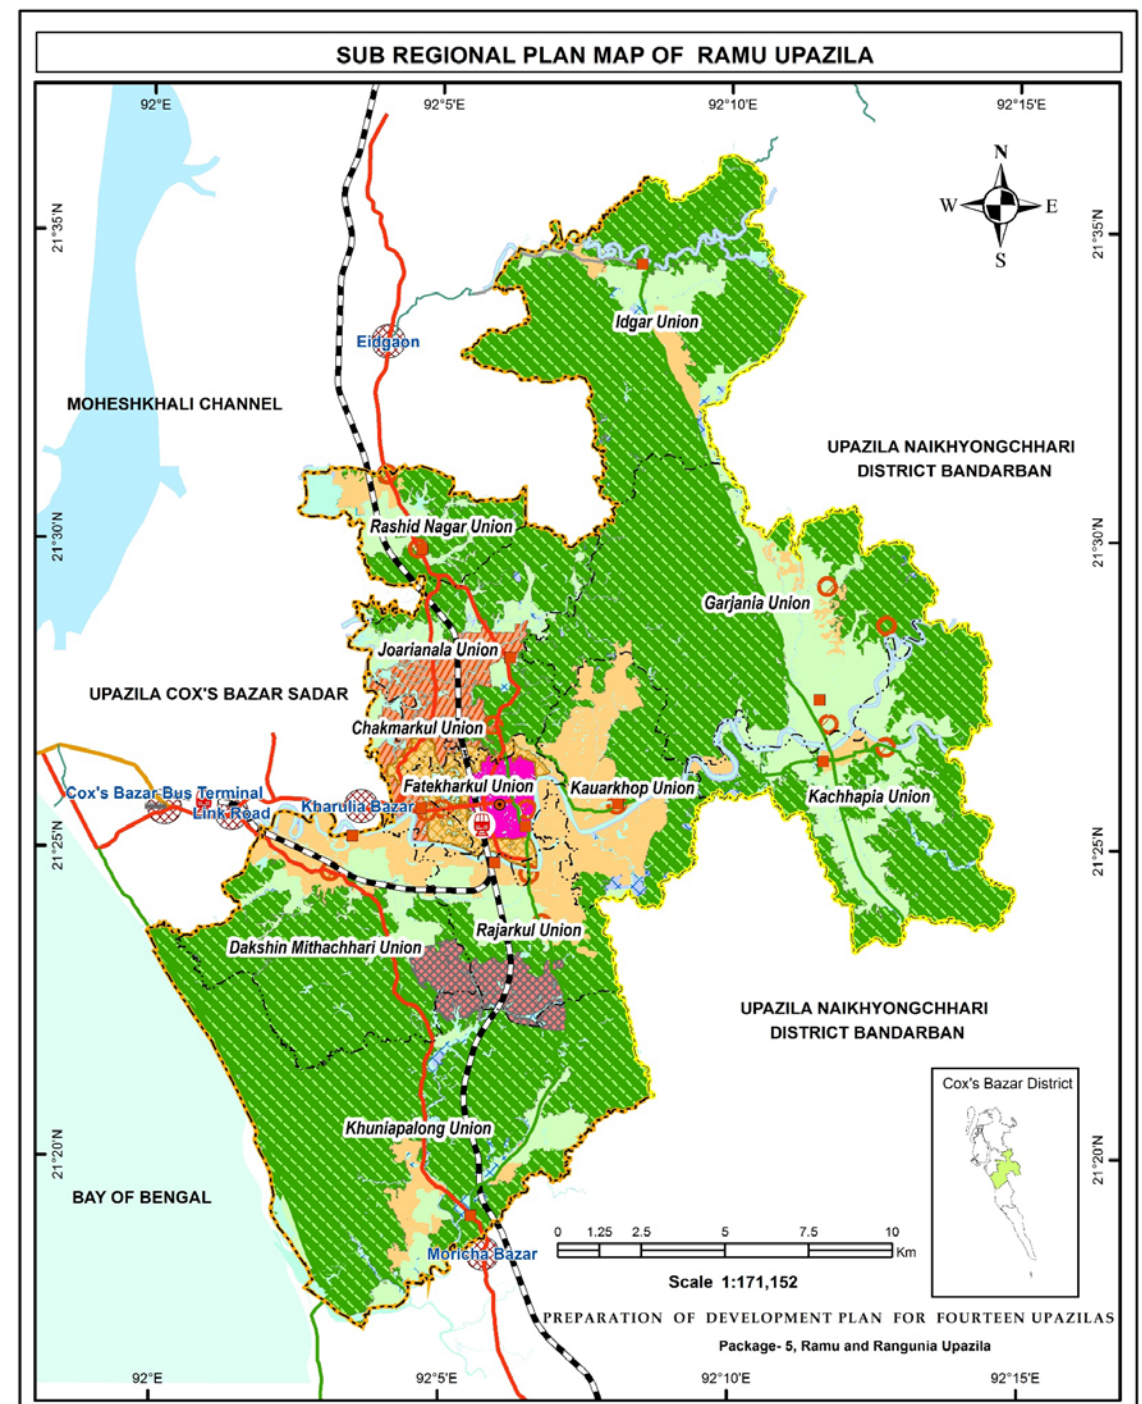 SUB REGIONAL PLAN MAP OF RAMU UPAZILA
92°E 92°5'E 92°10'E 92°15'E
N
W E
S
21°35'N 21°35'N
Idgar Union
Eidgaon
MOHESHKHALI CHANNEL
UPAZILA NAIKHYONGCHHARI
DISTRICT BANDARBAN
Rashid Nagar Union
21°30'N 21°30'N
Garjania Union
Joarianala Union
UPAZILA COX'S BAZAR SADAR
Chakmarkul Union
Fatekharkul Union
Kauarkhop Union
Cox's Bazar Bus Terminal
Kachhapia Union
Kharulia Bazar
Link Road
21°25'N 21°25'N
Rajarkul Union
Dakshin Mithachhari Union
UPAZILA NAIKHYONGCHHARI
DISTRICT BANDARBAN
Cox's Bazar District
Khuniapalong Union
21°20'N 21°20'N
BAY OF BENGAL
0 1.25 2.5 5 7.5 10
Km
Moricha Bazar
Scale 1:171,152
PREPARATION OF DEVELOPMENT PLAN FOR FOURTEEN UPAZILAS
Package- 5, Ramu and Rangunia Upazila
92°E 92°5'E 92°10'E 92°15'E